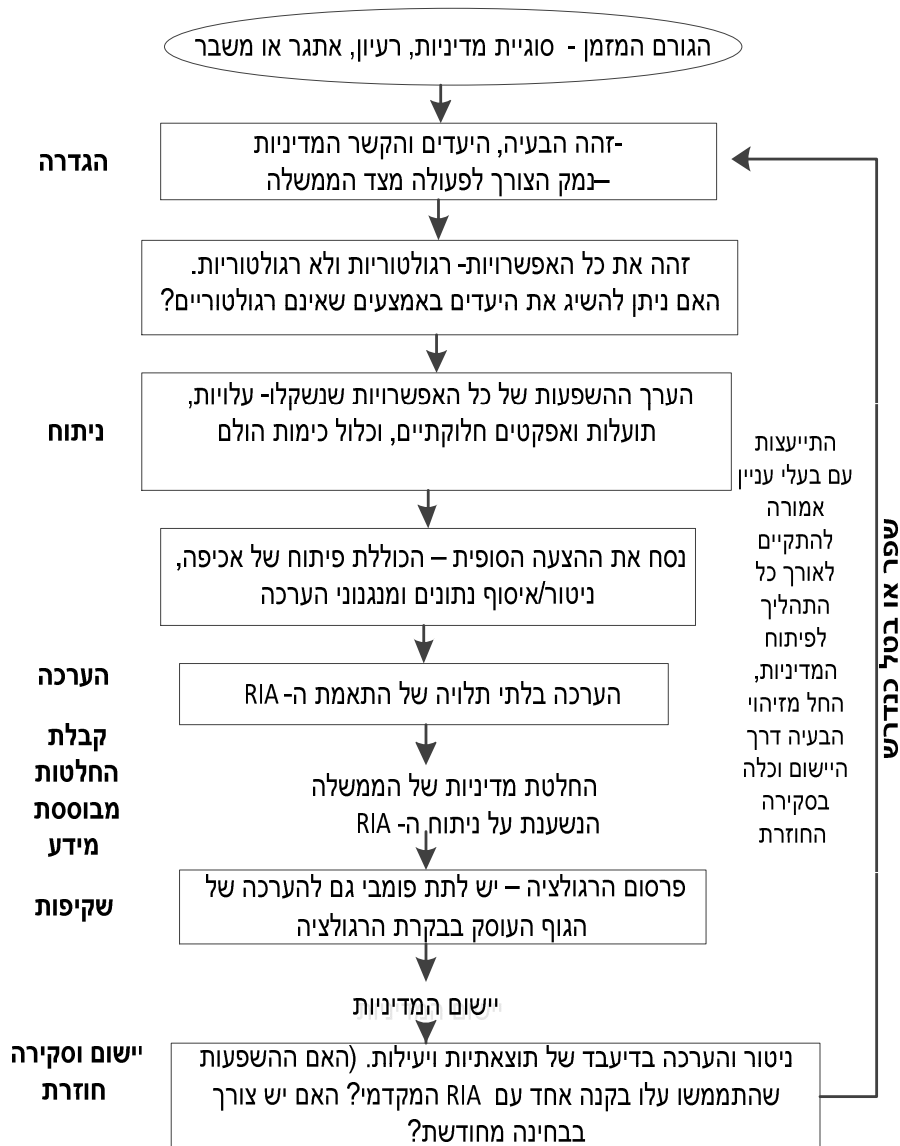 הגורם המזמן - סוגיית מדיניות, רעיון, אתגר או משבר
הגדרה
-זהה הבעיה, היעדים והקשר המדיניות
–נמק הצורך לפעולה מצד הממשלה
זהה את כל האפשרויות- רגולטוריות ולא רגולטוריות.
האם ניתן להשיג את היעדים באמצעים שאינם רגולטוריים?
ניתוח
הערך ההשפעות של כל האפשרויות שנשקלו- עלויות,
תועלות ואפקטים חלוקתיים, וכלול כימות הולם
נסח את ההצעה הסופית – הכוללת פיתוח של אכיפה,
ניטור/איסוף נתונים ומנגנוני הערכה
הערכה
הערכה בלתי תלויה של התאמת ה- RIA
קבלת
החלטות
מבוססת
מידע
החלטת מדיניות של הממשלה
הנשענת על ניתוח ה- RIA
שקיפות
פרסום הרגולציה – יש לתת פומבי גם להערכה של
הגוף העוסק בבקרת הרגולציה
יישום המדיניות
יישום וסקירה
חוזרת
ניטור והערכה בדיעבד של תוצאתיות ויעילות. (האם ההשפעות
שהתממשו עלו בקנה אחד עם RIA המקדמי? האם יש צורך
בבחינה מחודשת?
התייעצות
עם בעלי עניין
אמורה
להתקיים
לאורך כל
התהליך
לפיתוח
המדיניות,
החל מזיהוי
הבעיה דרך
היישום וכלה
בסקירה
החוזרת
שפר או בטל כנדרש